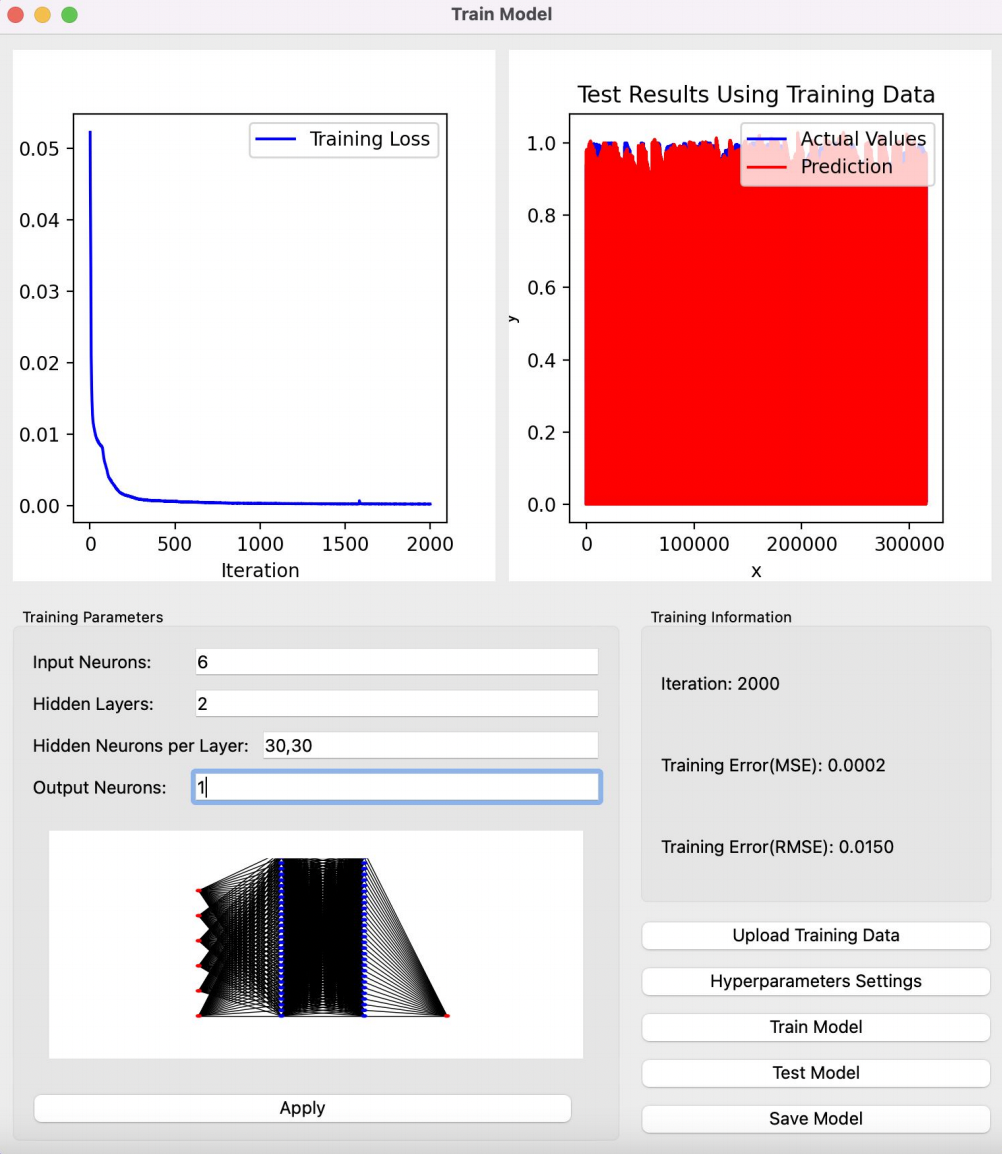 Train Model
Training Loss
0.05
0.04
0.03
0.02
0.01
0.00
0 500 1000 1500 2000
Iteration
Test Results Using Training Data
Actual Values
Prediction
1.0
0.8
0.6
0.4
0.2
0.0
y
0 100000 200000 300000
x
Training Parameters
Input Neurons: 6
Hidden Layers: 2
Hidden Neurons per Layer: 30,30
Output Neurons: 1
Apply
Training Information
Iteration: 2000
Training Error(MSE): 0.0002
Training Error(RMSE): 0.0150
Upload Training Data
Hyperparameters Settings
Train Model
Test Model
Save Model